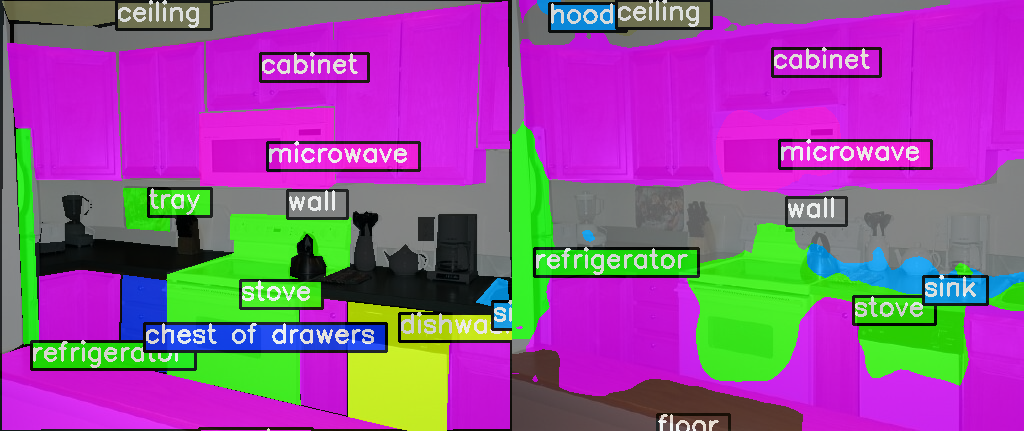 ceiling
cabinet
microwave
tray
wall
stove
dishwa
si
chest of drawers
refrigerator
hood
ceiling
cabinet
microwave
wall
refrigerator
sink
stove
floor